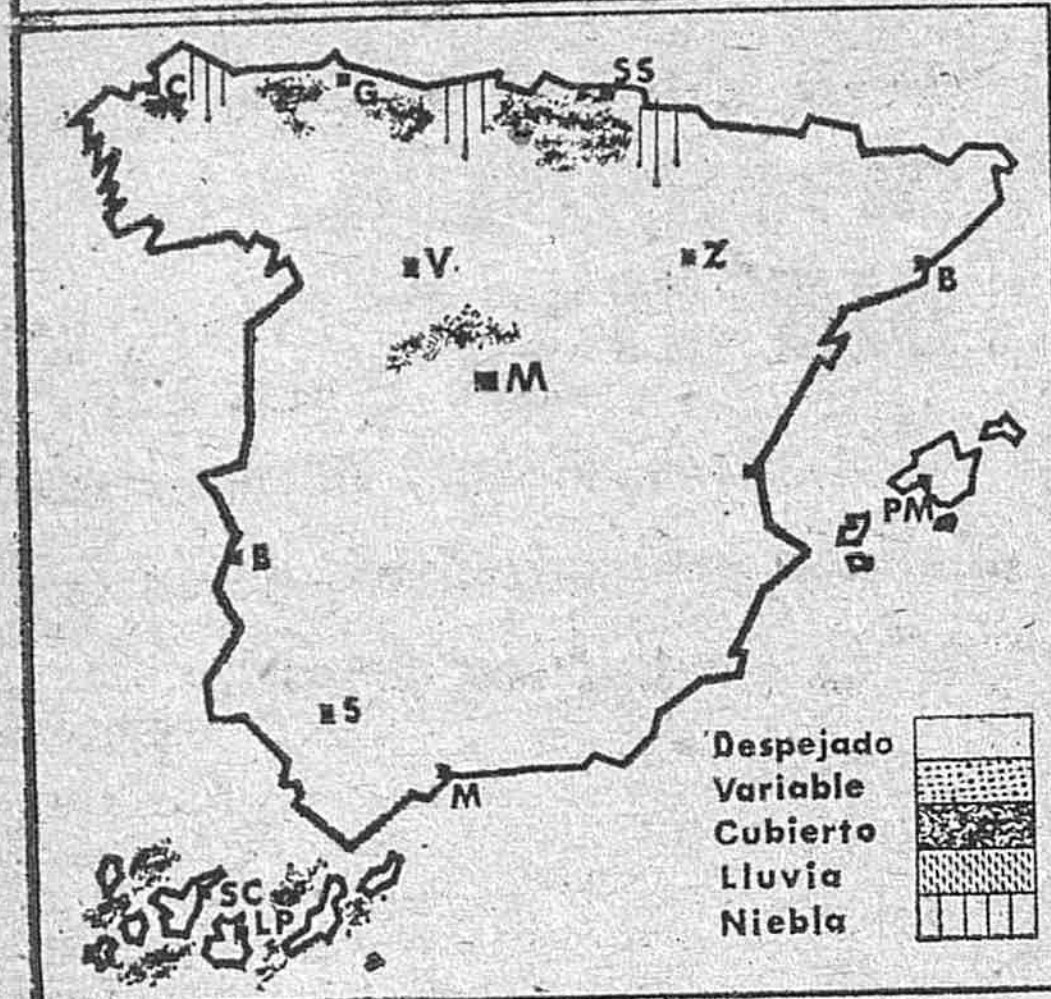 SS
C
G
V
Z
B
M
PM
B
S
M
SC
LP
Despejado
Variable
Cubierto
Lluvia
Niebla